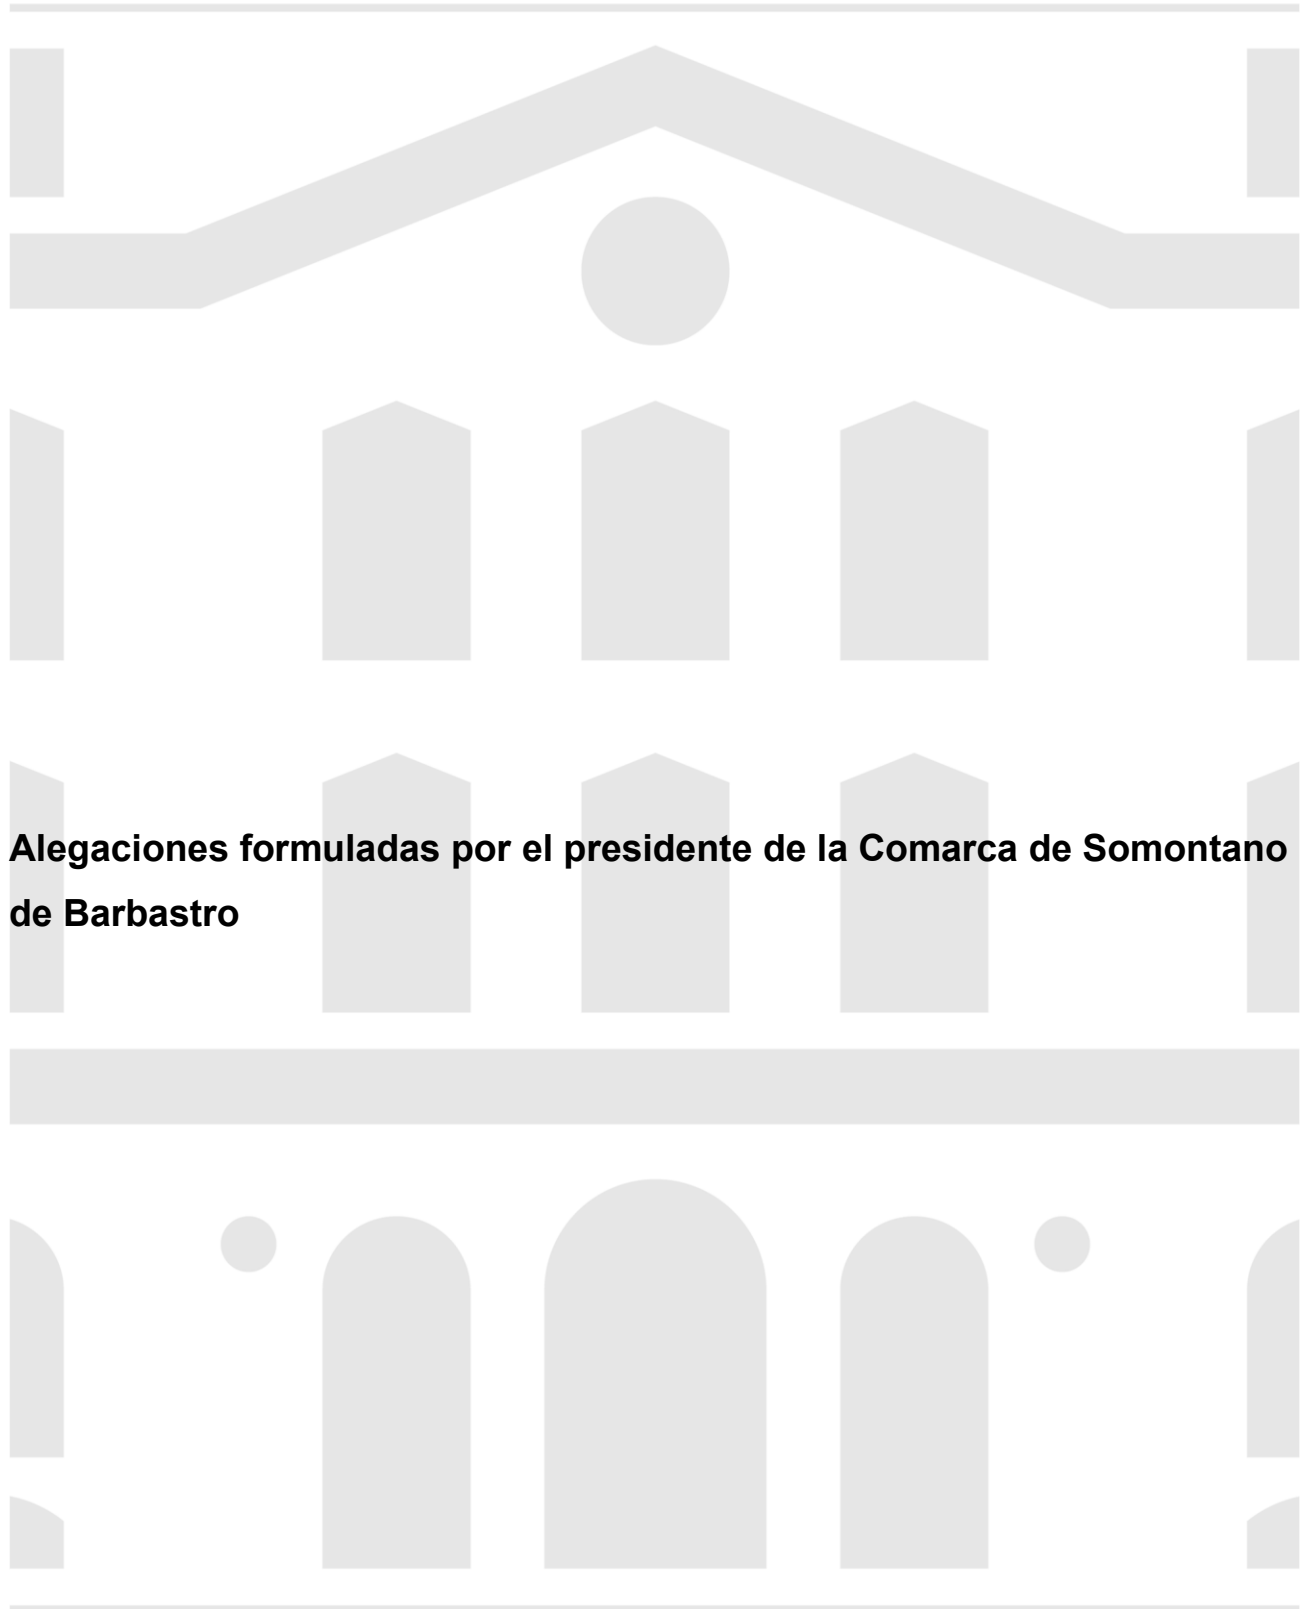 Alegaciones formuladas por el presidente de la Comarca de Somontano
de Barbastro